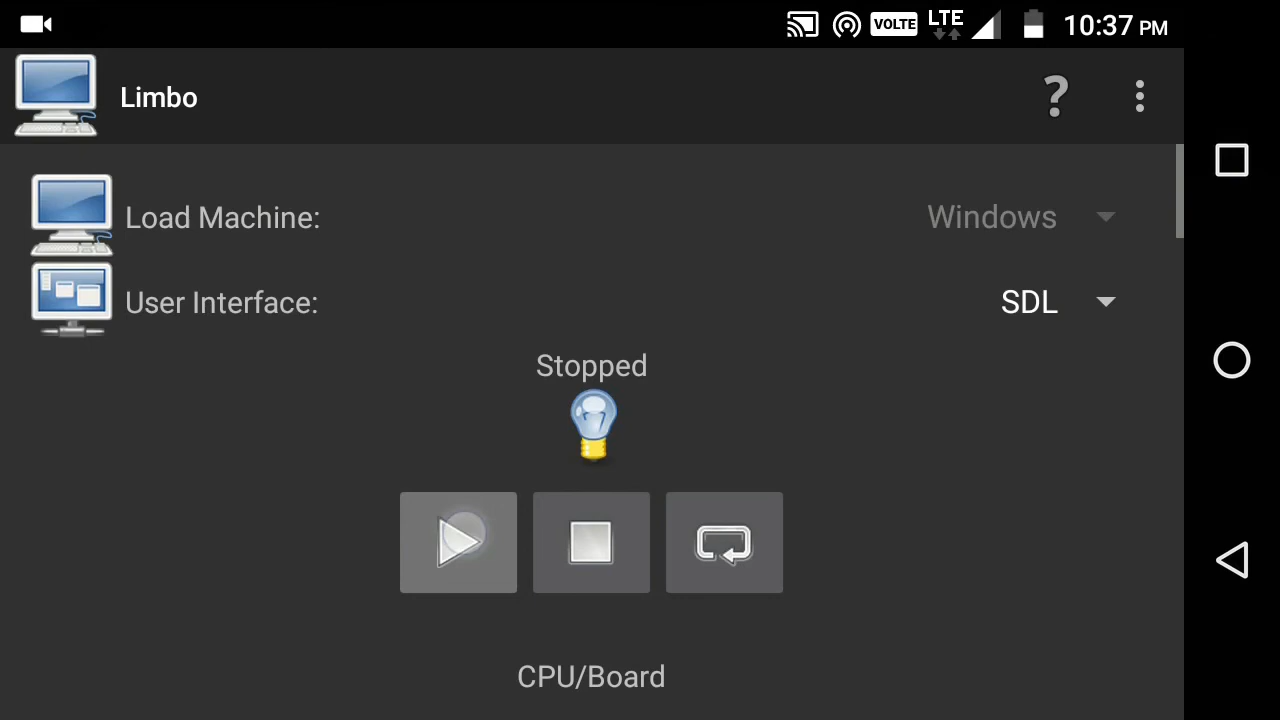 VOLTE LTE 10:37 PM
Limbo ?
Load Machine: Windows
User Interface: SDL
Stopped
CPU/Board